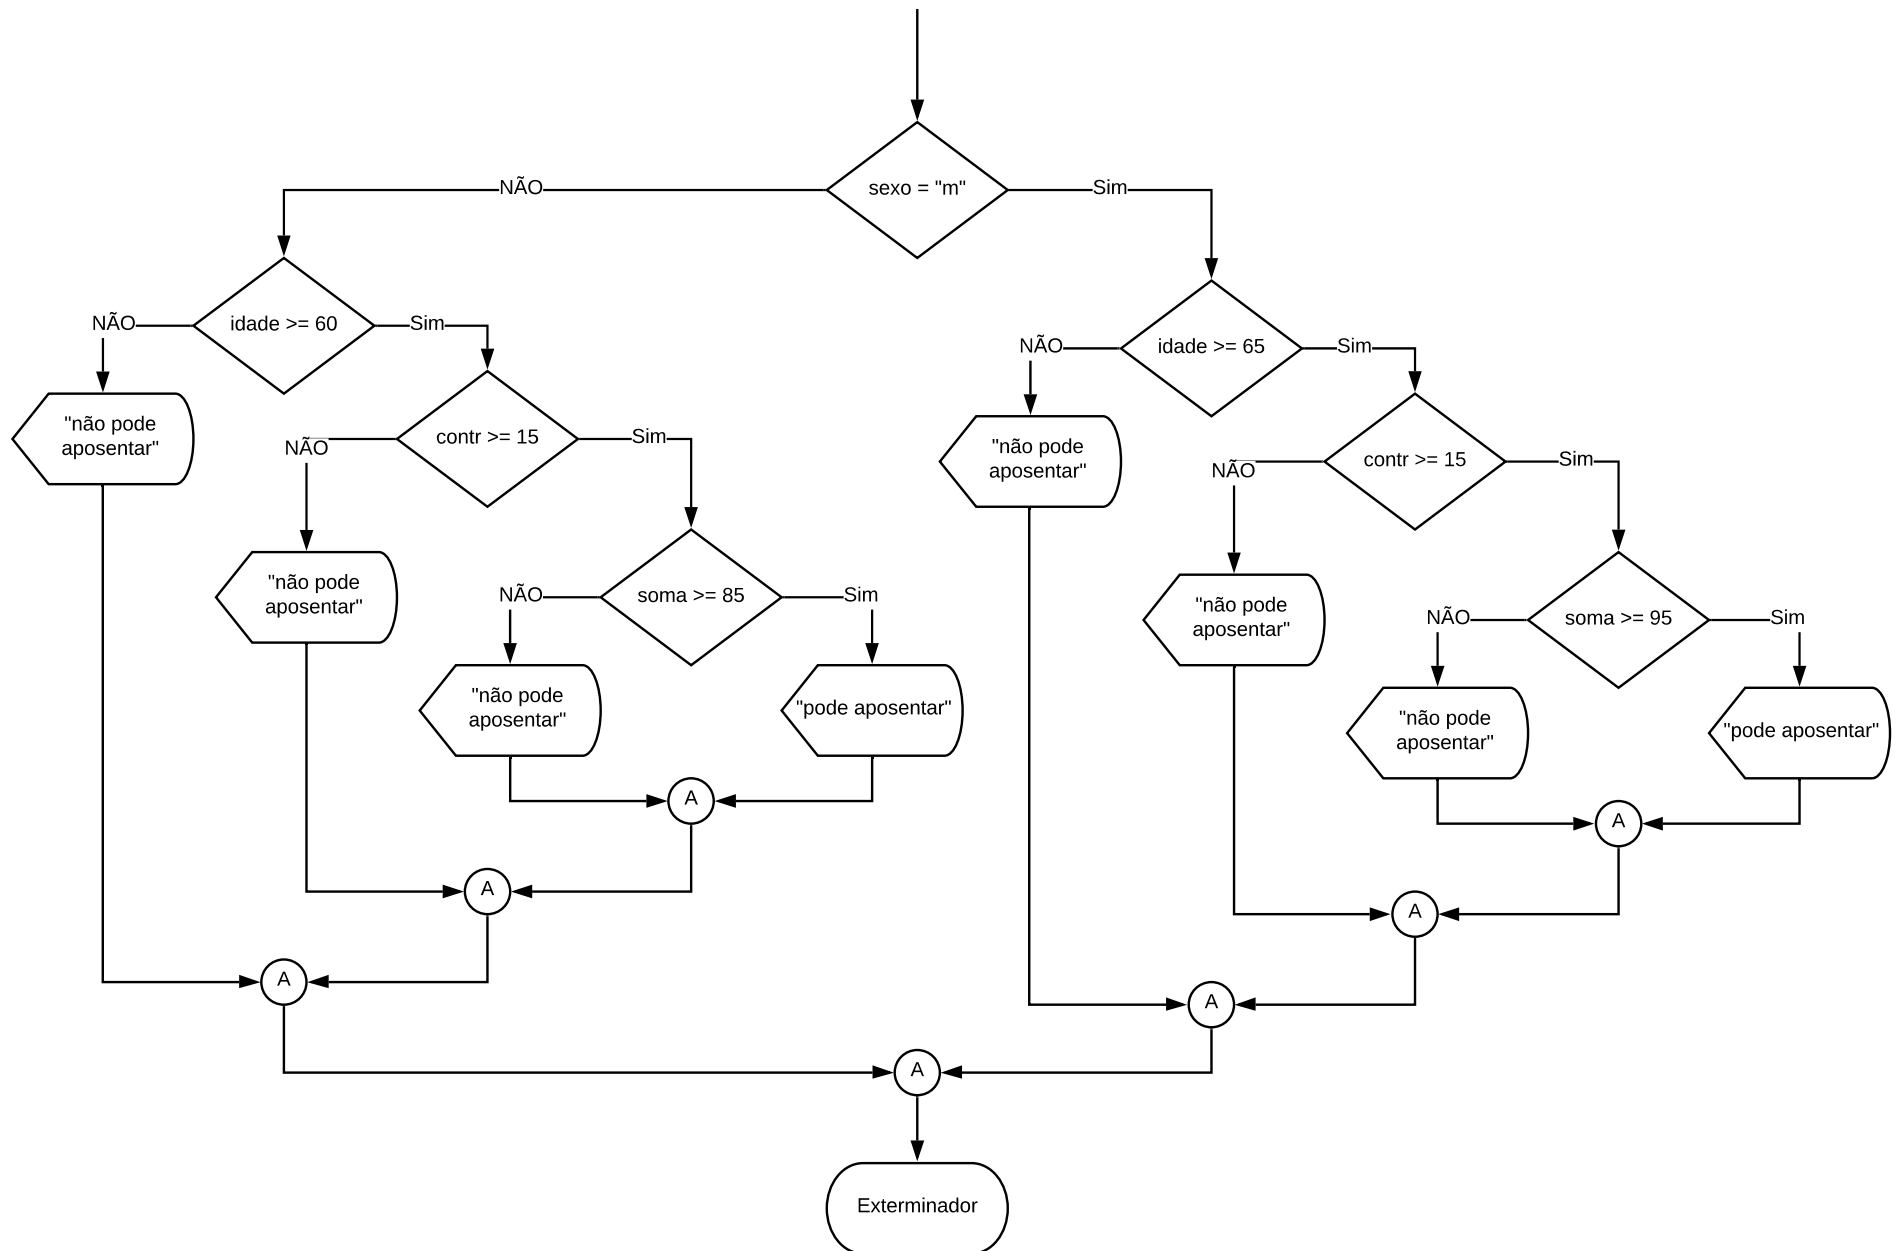 sexo = "m"
NÃO
Sim
idade >= 60
NÃO
Sim
idade >= 65
NÃO
Sim
"não pode
aposentar"
contr >= 15
NÃO
Sim
"não pode
aposentar"
contr >= 15
NÃO
Sim
"não pode
aposentar"
soma >= 85
NÃO
Sim
"não pode
aposentar"
soma >= 95
NÃO
Sim
"não pode
aposentar"
"pode aposentar"
"não pode
aposentar"
"pode aposentar"
A
A
A
A
A
A
A
Exterminador